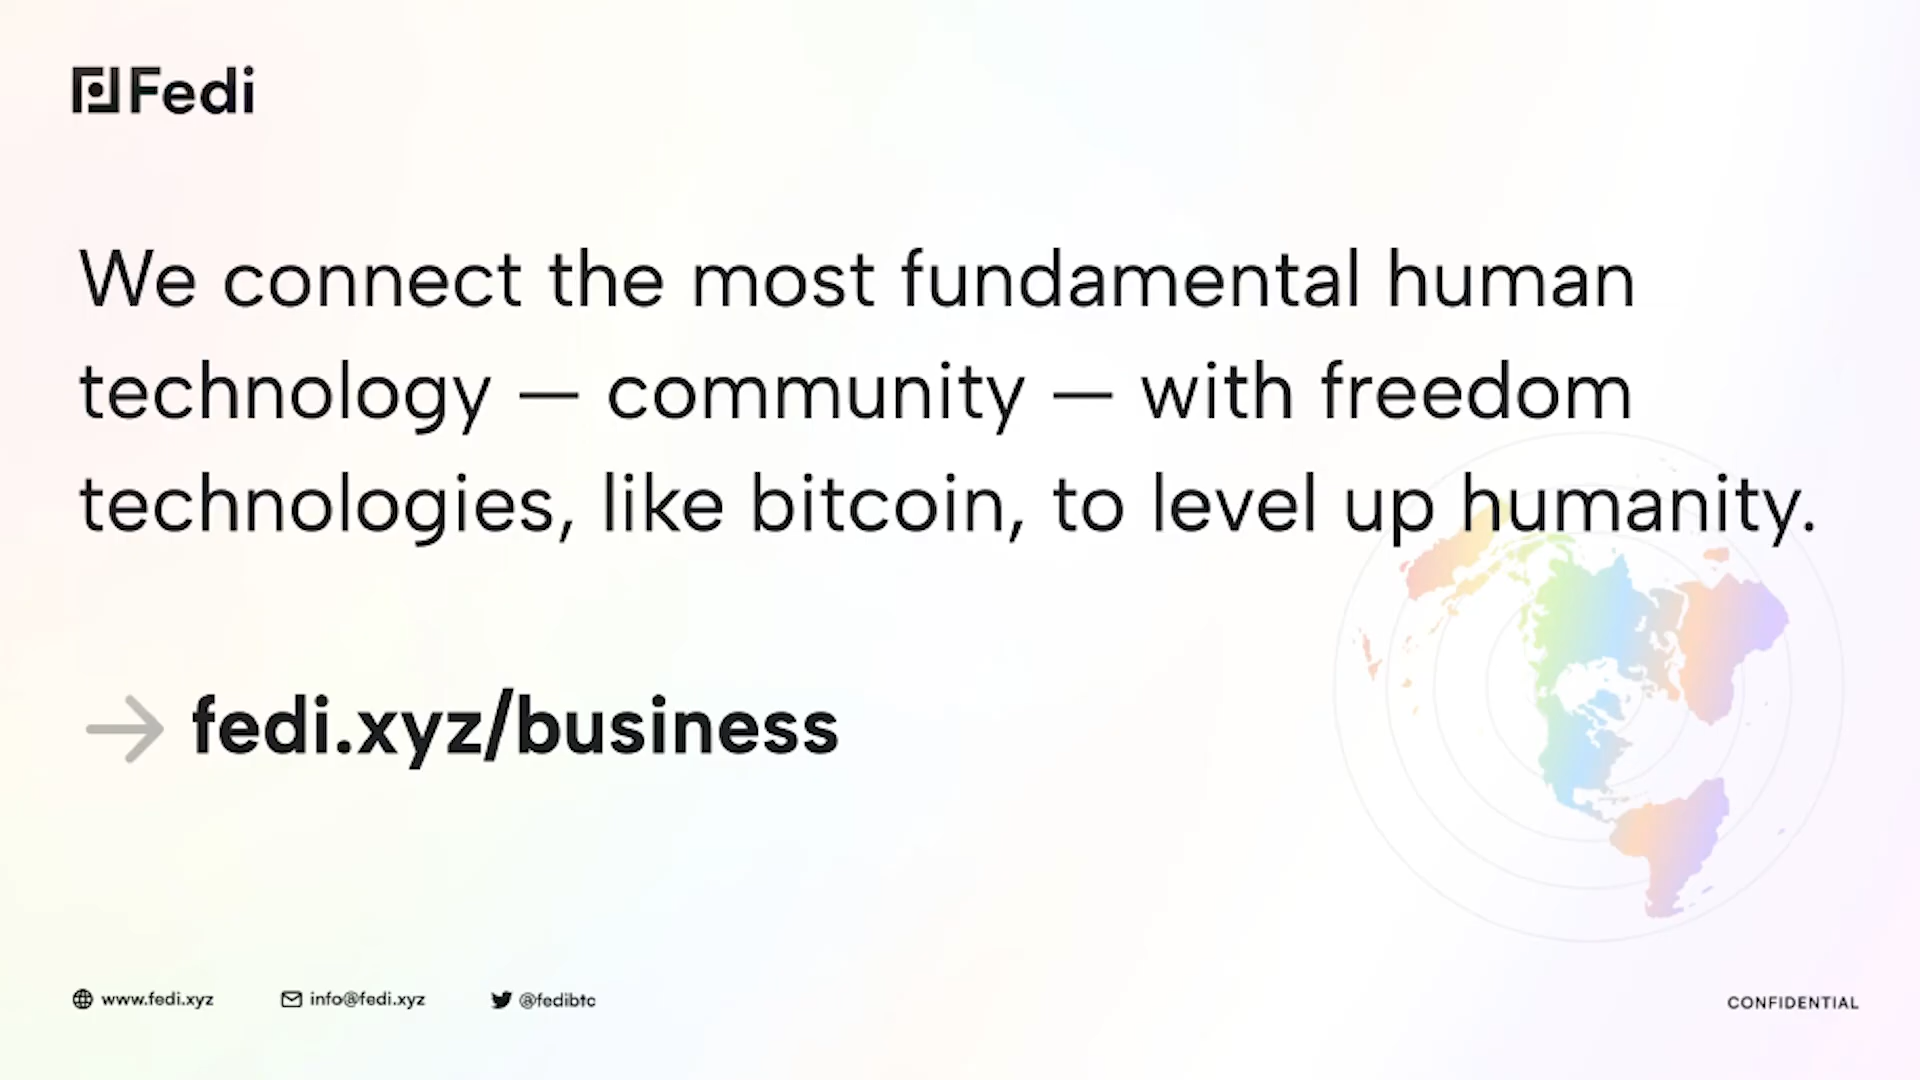 Fedi
We connect the most fundamental human
technology — community — with freedom
technologies, like bitcoin, to level up humanity.
fedi.xyz/business
www.fedi.xyz
info@fedi.xyz
@fedibtc
CONFIDENTIAL